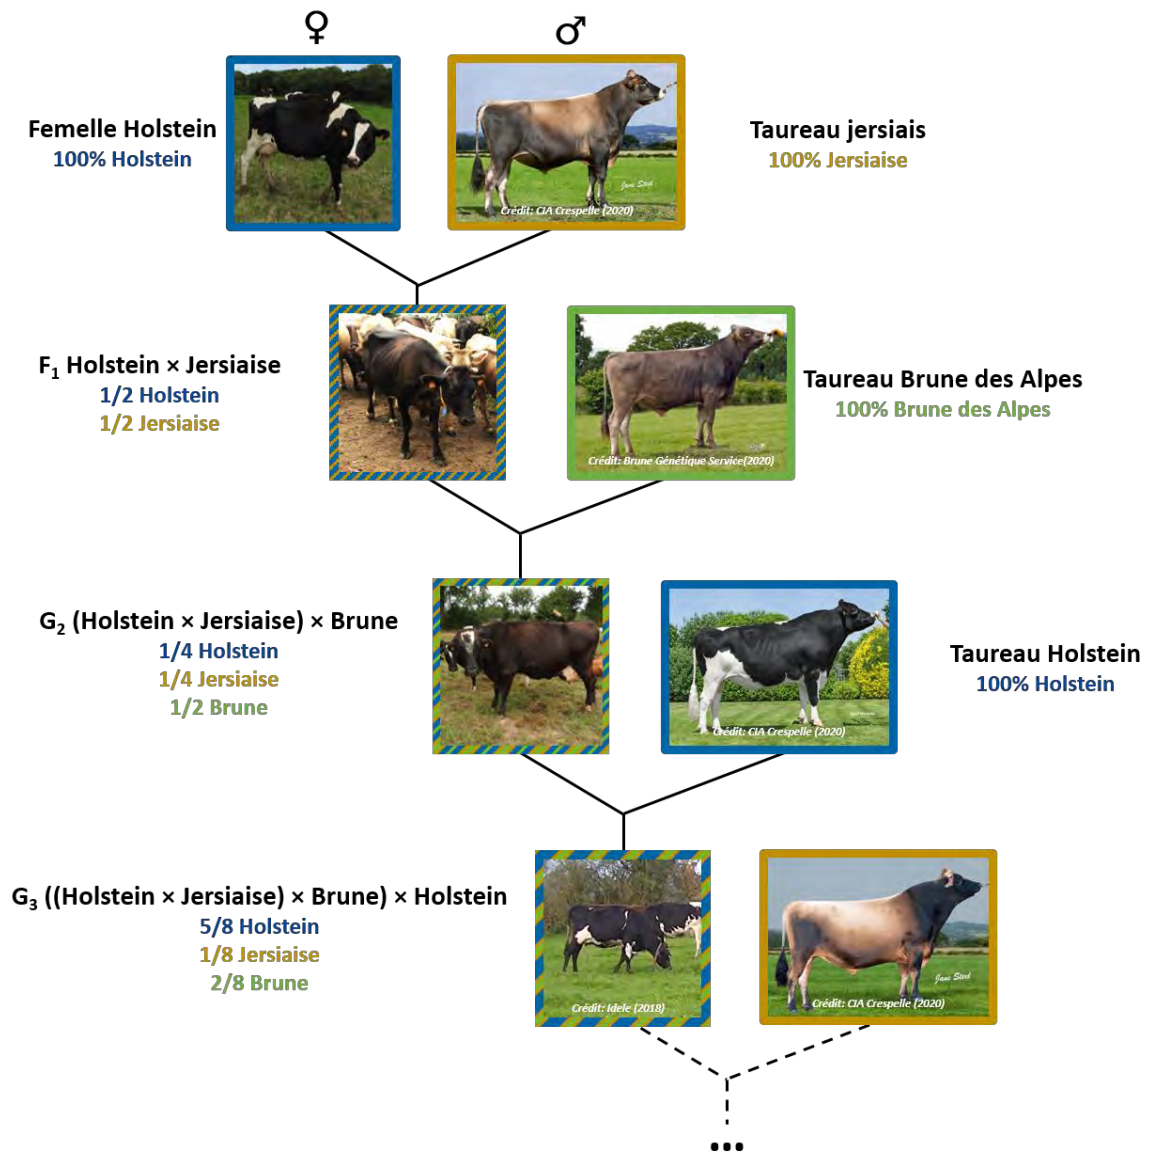 ♀ ♂
Femelle Holstein
100% Holstein
Jane Steel
Crédit: CIA Crespelle (2020)
Taureau jersiais
100% Jersiaise
F₁ Holstein × Jersiaise
1/2 Holstein
1/2 Jersiaise
Crédit: Brune Génétique Service(2020)
Taureau Brune des Alpes
100% Brune des Alpes
G₂ (Holstein × Jersiaise) × Brune
1/4 Holstein
1/4 Jersiaise
1/2 Brune
Crédit: CIA Crespelle (2020)
Taureau Holstein
100% Holstein
G₃ ((Holstein × Jersiaise) × Brune) × Holstein
5/8 Holstein
1/8 Jersiaise
2/8 Brune
Crédit: Idele (2018)
Jane Steel
Crédit: CIA Crespelle (2020)
...